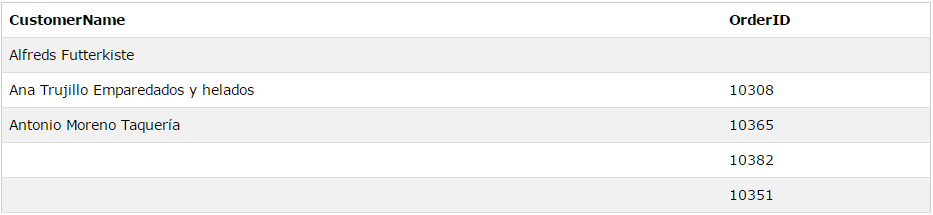 CustomerName OrderID
Alfreds Futterkiste
Ana Trujillo Emparedados y helados 10308
Antonio Moreno Taquería 10365
10382
10351